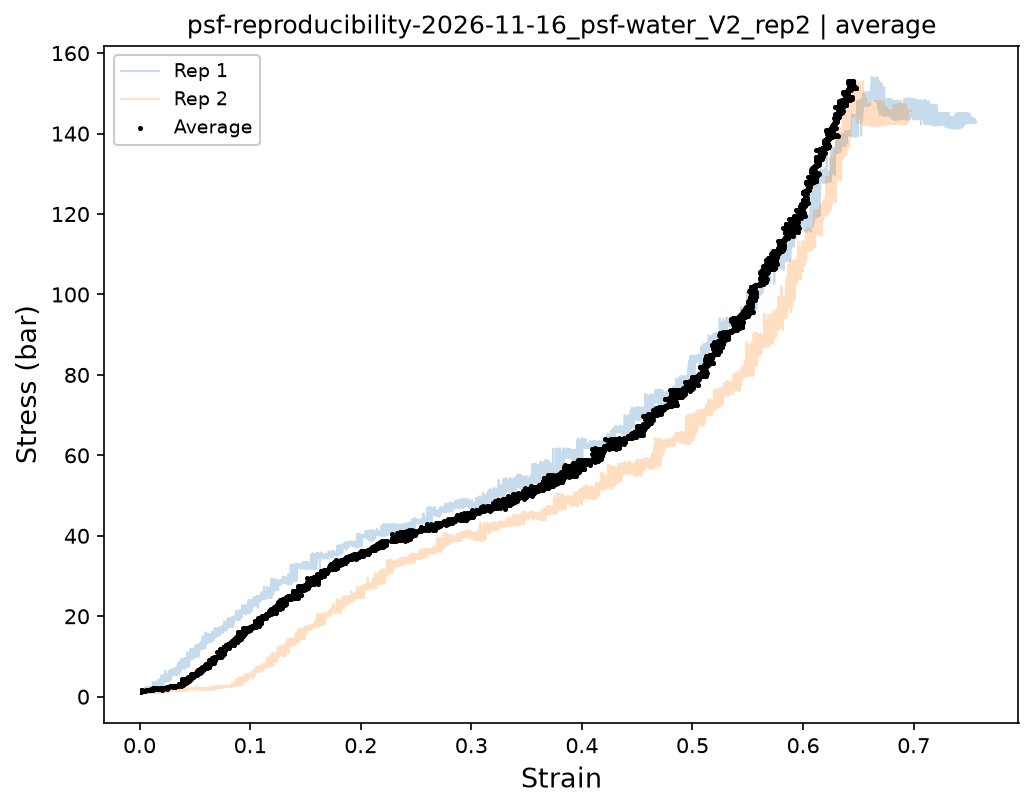 psf-reproducibility-2026-11-16_psf-water_V2_rep2 | average
Rep 1
Rep 2
Average
Stress (bar)
160
140
120
100
80
60
40
20
0
0.0 0.1 0.2 0.3 0.4 0.5 0.6 0.7
Strain